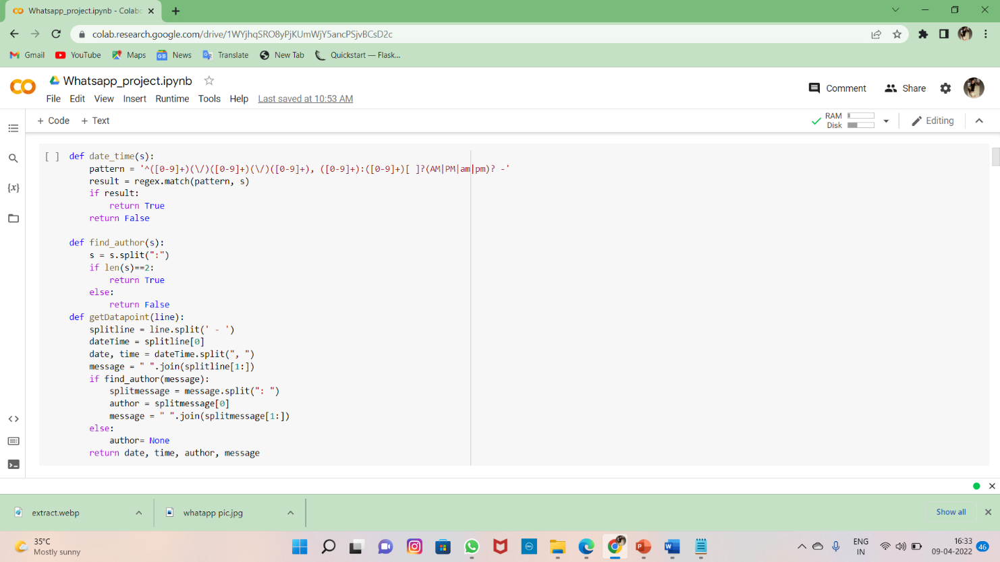 Whatsapp_project.ipynb - Colabo
colab.research.google.com/drive/1WYjhqSRO8yPjKUmWjY5ancPSjvBCsD2c
Gmail YouTube Maps News Translate New Tab Quickstart — Flask...
Whatsapp_project.ipynb
File Edit View Insert Runtime Tools Help Last saved at 10:53 AM
Comment Share
+ Code + Text
RAM
Disk
Editing
[ ] def date_time(s):
    pattern = '^([0-9]+)(\/)([0-9]+)(\/)([0-9]+), ([0-9]+):([0-9]+)[ ]?(AM|PM|am|pm)? -'
    result = regex.match(pattern, s)
    if result:
        return True
    return False
def find_author(s):
    s = s.split(":")
    if len(s)==2:
        return True
    else:
        return False
def getDatapoint(line):
    splitline = line.split(' - ')
    dateTime = splitline[0]
    date, time = dateTime.split(", ")
    message = " ".join(splitline[1:])
    if find_author(message):
        splitmessage = message.split(": ")
        author = splitmessage[0]
        message = " ".join(splitmessage[1:])
    else:
        author= None
    return date, time, author, message
{x}
extract.webp
whatapp pic.jpg
Show all
35°C
Mostly sunny
ENG
IN
16:33
09-04-2022
46